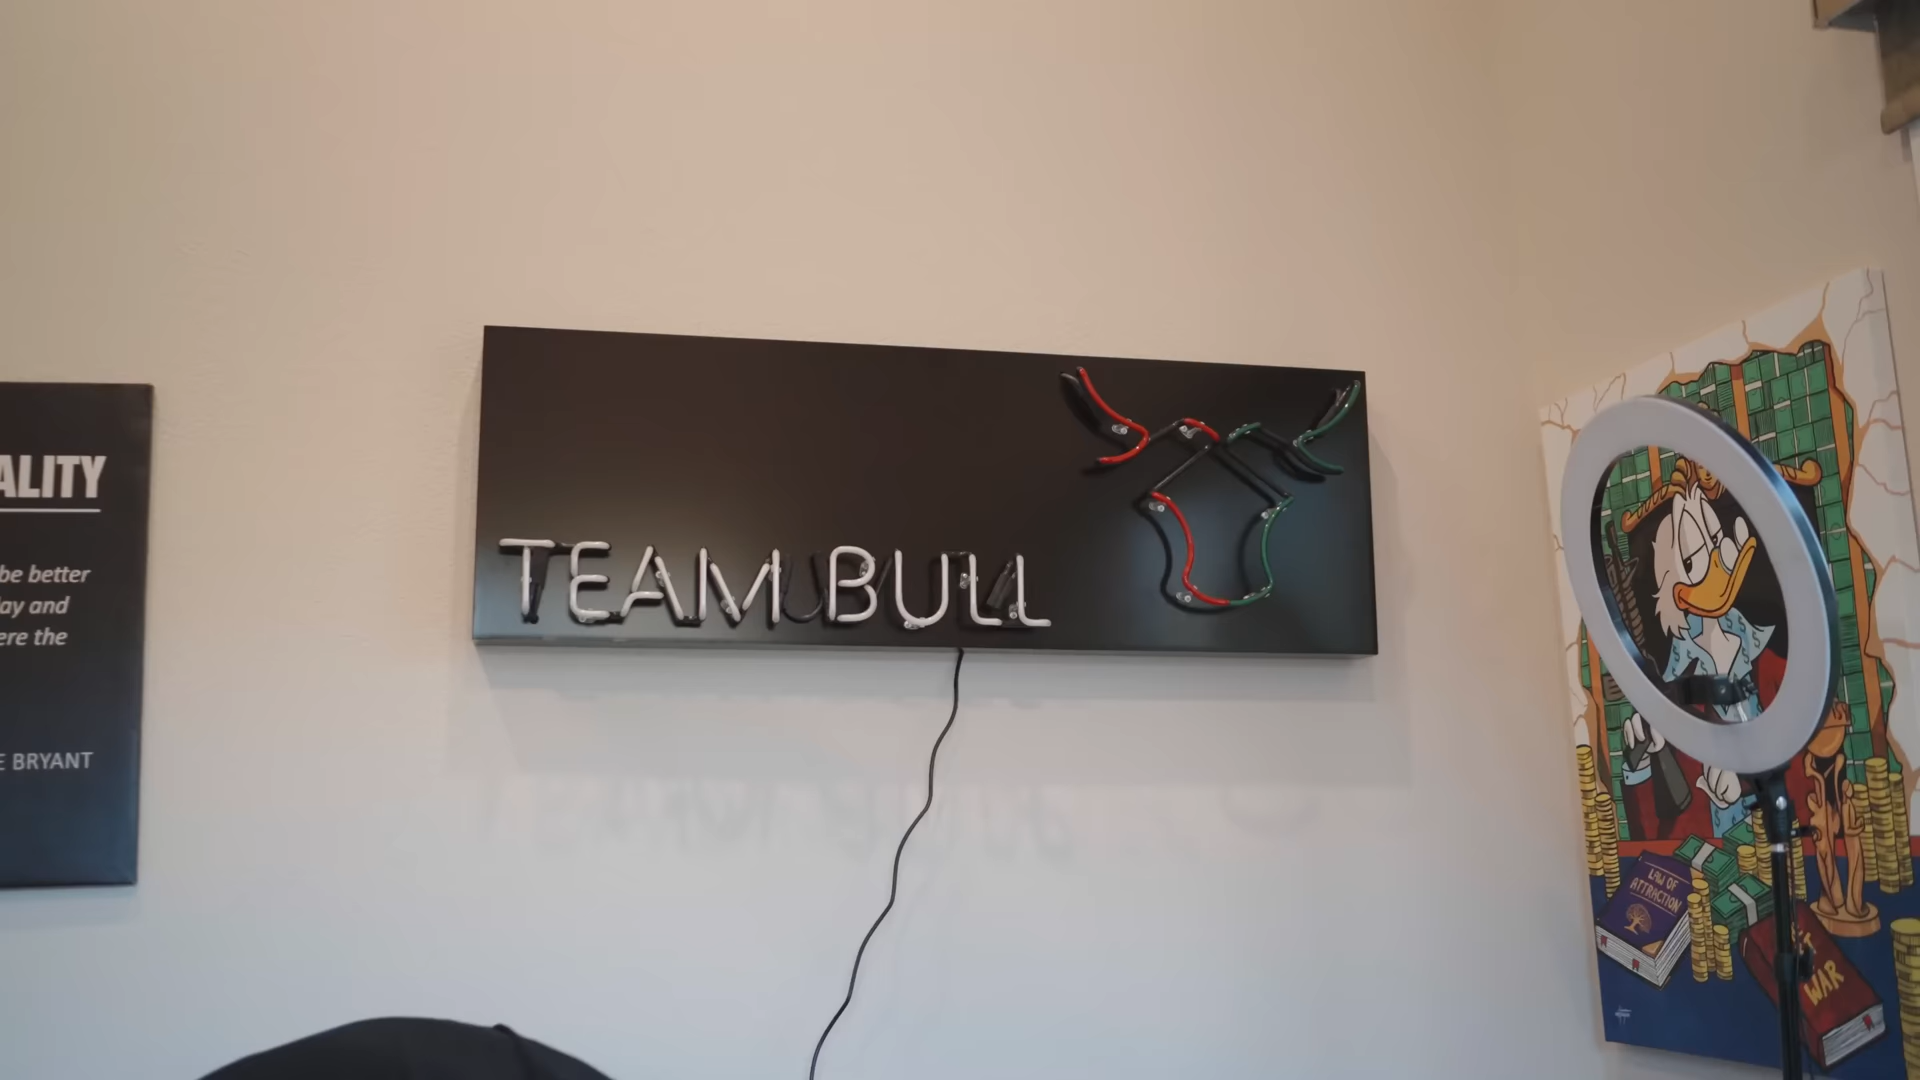 ALITY
be better
ay and
ere the
E BRYANT
TEAM BULL
LAW OF
ATTRACTION
WAR